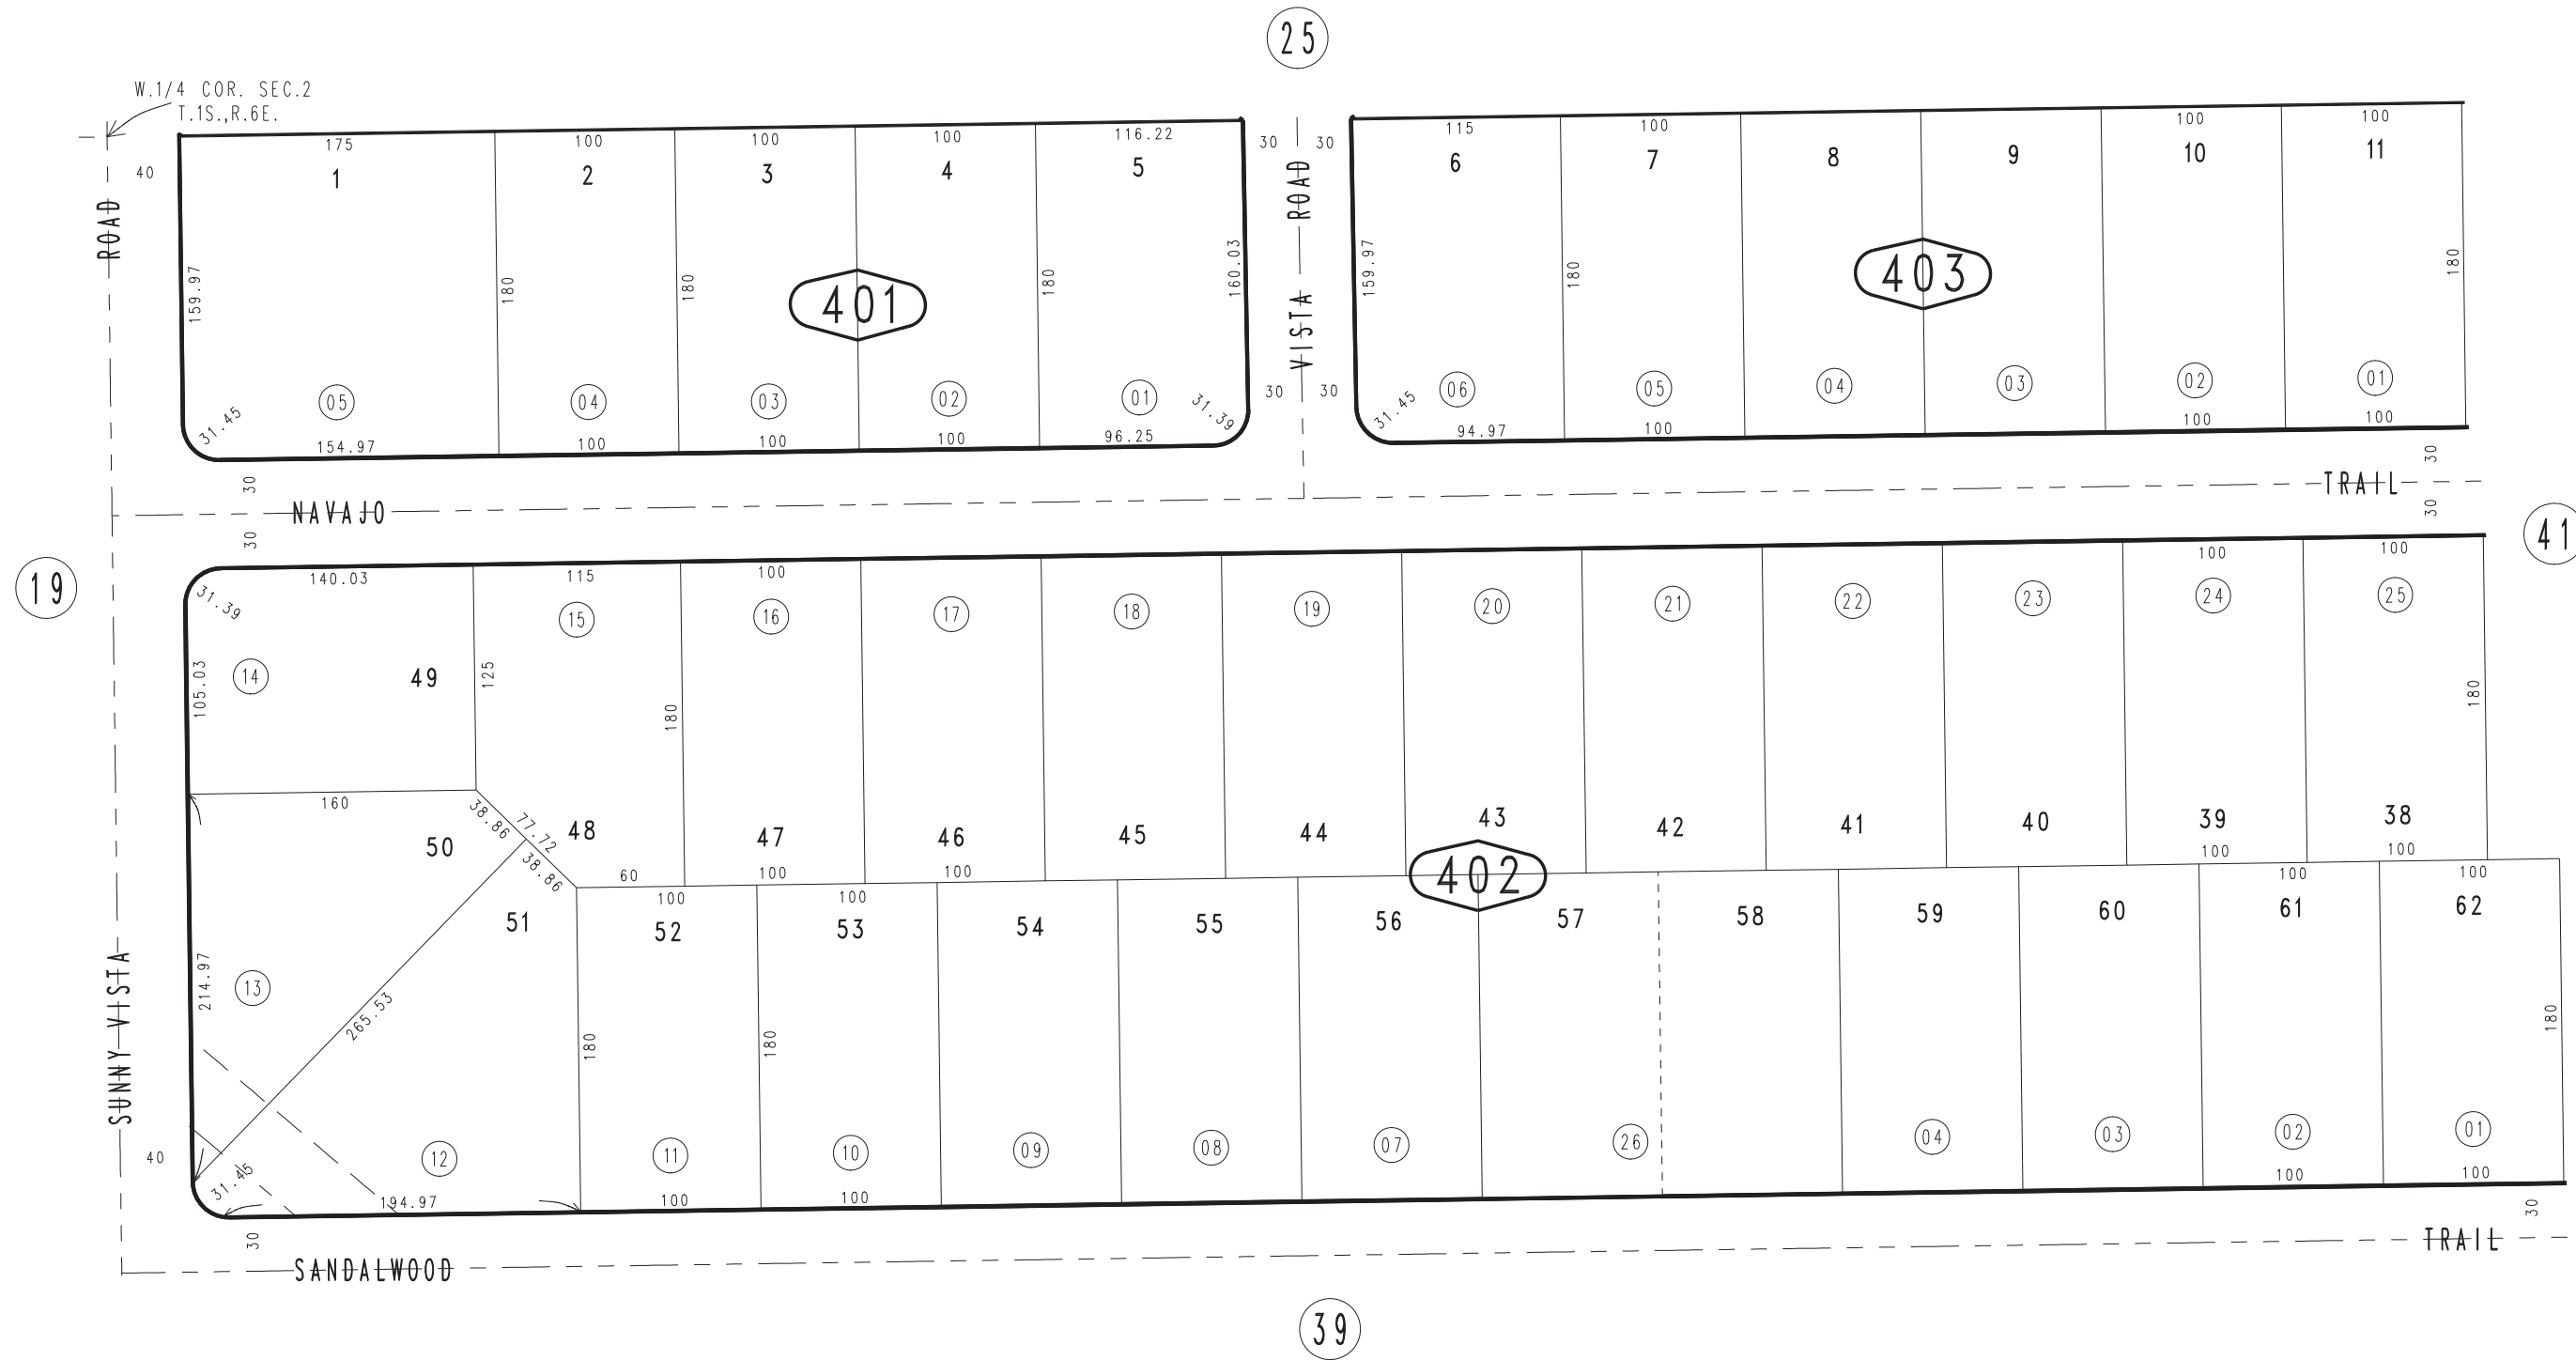 25
W.1/4 COR. SEC.2
T.1S.,R.6E.
175 100 100 100 116.22 30 30 115 100 100 100
40 1 2 3 4 5 6 7 8 9 10 11
ROAD
VISTA ROAD
159.97 180 180 180 160.03 159.97 180 180
401 403
05 04 03 02 01 06 05 04 03 02 01
31.45 31.39 30 30 31.45
154.97 100 100 100 96.25 94.97 100 100 100
30 30
NAVAJO TRAIL
30 30
19 41
140.03 115 100 100 100
31.39 15 16 17 18 19 20 21 22 23 24 25
105.03 14 49 125 180 180
160 38.86 77.72 38.86
50 48 47 46 45 44 43 42 41 40 39 38
60 100 100 100 100
402
100 100 100 100
51 52 53 54 55 56 57 58 59 60 61 62
SUNNY VISTA
214.97 13 265.53 180 180 180
40 12 11 10 09 08 07 26 04 03 02 01
31.45 194.97 100 100 100 100
30 30
SANDALWOOD TRAIL
39